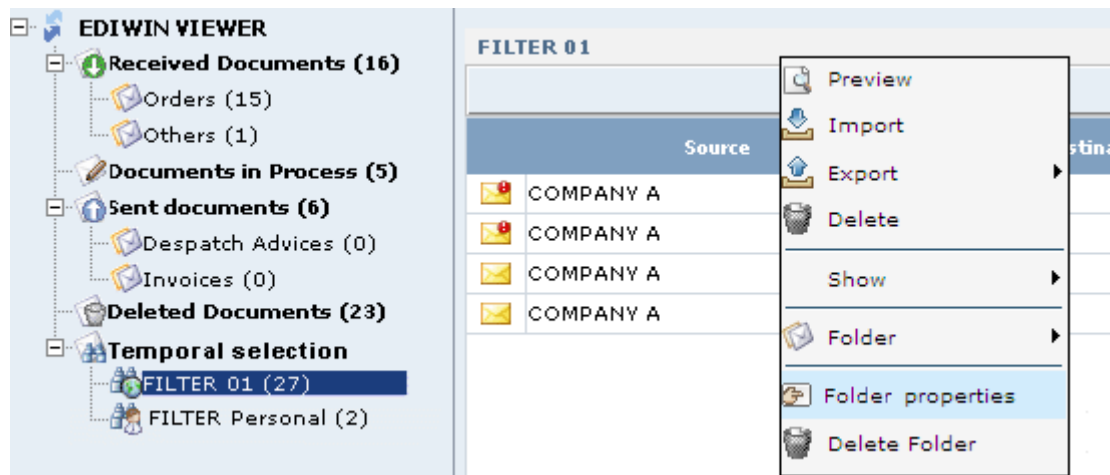 EDIWIN VIEWER
Received Documents (16)
Orders (15)
Others (1)
Documents in Process (5)
Sent documents (6)
Despatch Advices (0)
Invoices (0)
Deleted Documents (23)
Temporal selection
FILTER 01 (27)
FILTER Personal (2)
FILTER 01
Source
COMPANY A
COMPANY A
COMPANY A
COMPANY A
Preview
Import
Export
Delete
Show
Folder
Folder properties
Delete Folder